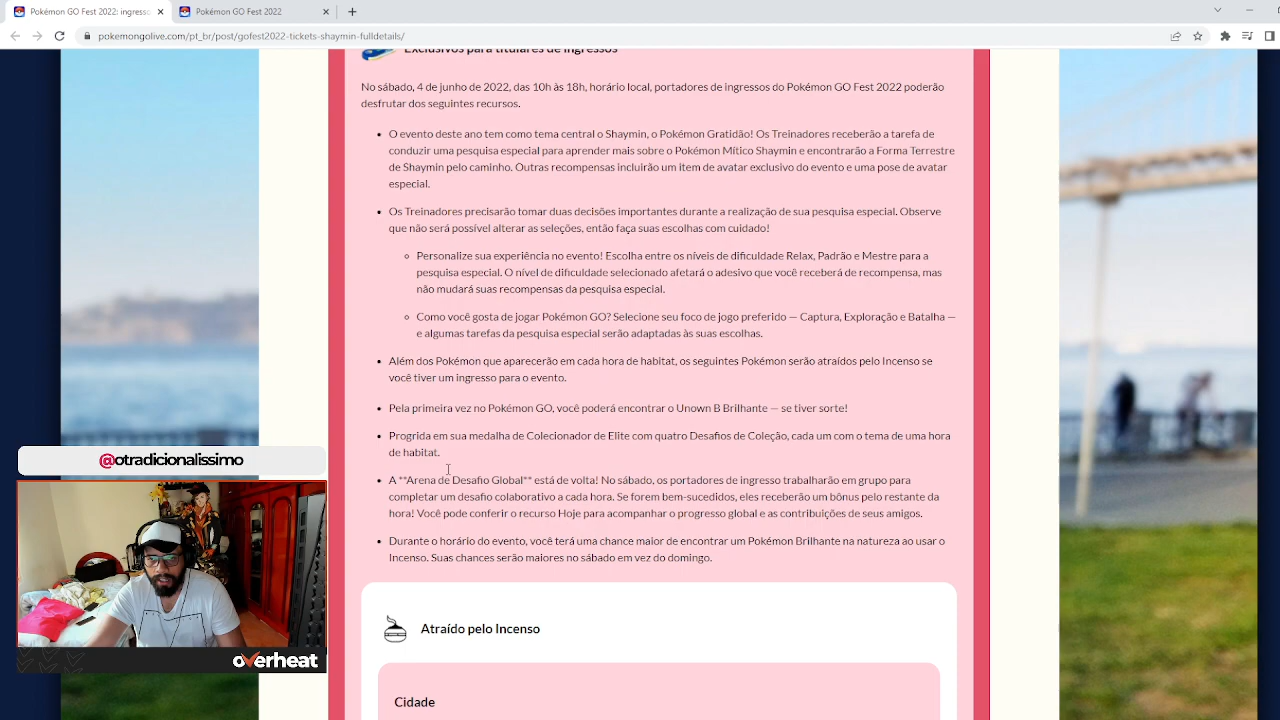 Pokémon GO Fest 2022: ingresso
Pokémon GO Fest 2022
pokemongolive.com/pt_br/post/gofest2022-tickets-shaymin-fulldetails/
Exclusivos para titulares de ingressos
No sábado, 4 de junho de 2022, das 10h às 18h, horário local, portadores de ingressos do Pokémon GO Fest 2022 poderão
desfrutar dos seguintes recursos.
O evento deste ano tem como tema central o Shaymin, o Pokémon Gratidão! Os Treinadores receberão a tarefa de
conduzir uma pesquisa especial para aprender mais sobre o Pokémon Mítico Shaymin e encontrarão a Forma Terrestre
de Shaymin pelo caminho. Outras recompensas incluirão um item de avatar exclusivo do evento e uma pose de avatar
especial.
Os Treinadores precisarão tomar duas decisões importantes durante a realização de sua pesquisa especial. Observe
que não será possível alterar as seleções, então faça suas escolhas com cuidado!
Personalize sua experiência no evento! Escolha entre os níveis de dificuldade Relax, Padrão e Mestre para a
pesquisa especial. O nível de dificuldade selecionado afetará o adesivo que você receberá de recompensa, mas
não mudará suas recompensas da pesquisa especial.
Como você gosta de jogar Pokémon GO? Selecione seu foco de jogo preferido — Captura, Exploração e Batalha —
e algumas tarefas da pesquisa especial serão adaptadas às suas escolhas.
Além dos Pokémon que aparecerão em cada hora de habitat, os seguintes Pokémon serão atraídos pelo Incenso se
você tiver um ingresso para o evento.
Pela primeira vez no Pokémon GO, você poderá encontrar o Unown B Brilhante — se tiver sorte!
Progrida em sua medalha de Colecionador de Elite com quatro Desafios de Coleção, cada um com o tema de uma hora
de habitat.
A **Arena de Desafio Global** está de volta! No sábado, os portadores de ingresso trabalharão em grupo para
completar um desafio colaborativo a cada hora. Se forem bem-sucedidos, eles receberão um bônus pelo restante da
hora! Você pode conferir o recurso Hoje para acompanhar o progresso global e as contribuições de seus amigos.
Durante o horário do evento, você terá uma chance maior de encontrar um Pokémon Brilhante na natureza ao usar o
Incenso. Suas chances serão maiores no sábado em vez do domingo.
Atraído pelo Incenso
Cidade
@otradicionalissimo
overheat